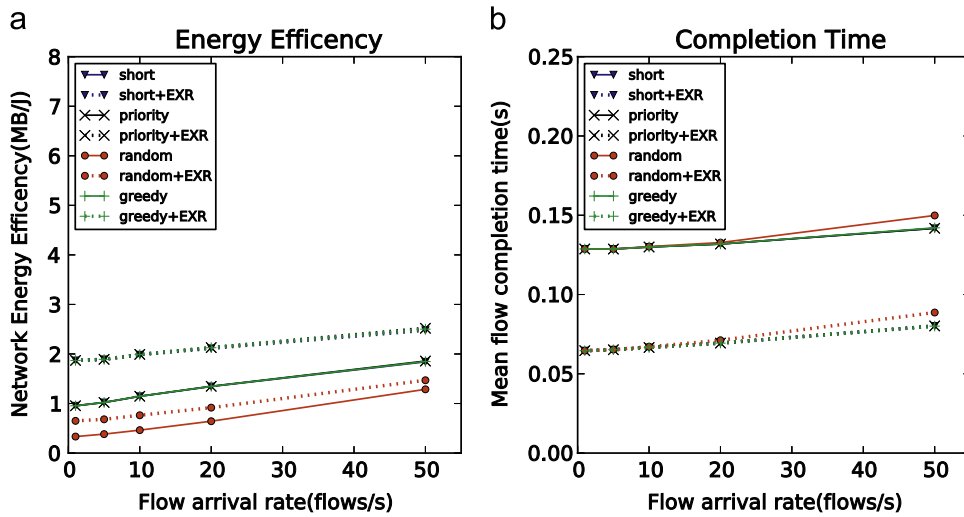 a
Energy Efficency
8
7
6
5
4
3
2
1
0
Network Energy Efficency(MB/J)
short
short+EXR
priority
priority+EXR
random
random+EXR
greedy
greedy+EXR
0 10 20 30 40 50
Flow arrival rate(flows/s)
b
Completion Time
0.25
0.20
0.15
0.10
0.05
0.00
Mean flow completion time(s)
short
short+EXR
priority
priority+EXR
random
random+EXR
greedy
greedy+EXR
0 10 20 30 40 50
Flow arrival rate(flows/s)